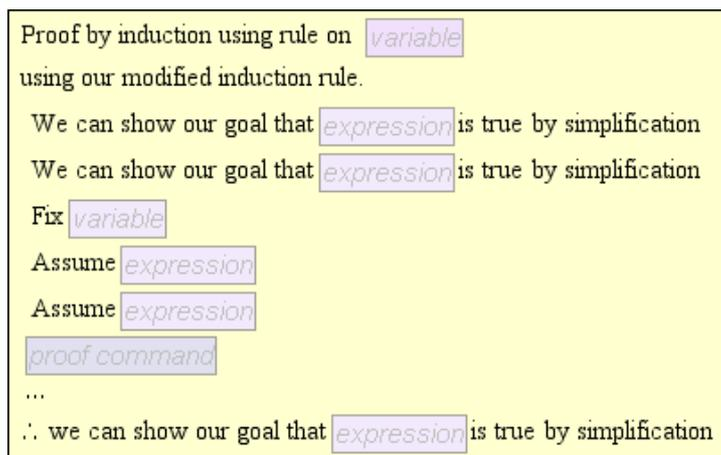 Proof by induction using rule on variable
using our modified induction rule.
We can show our goal that expression is true by simplification
We can show our goal that expression is true by simplification
Fix variable
Assume expression
Assume expression
proof command
...
∴ we can show our goal that expression is true by simplification